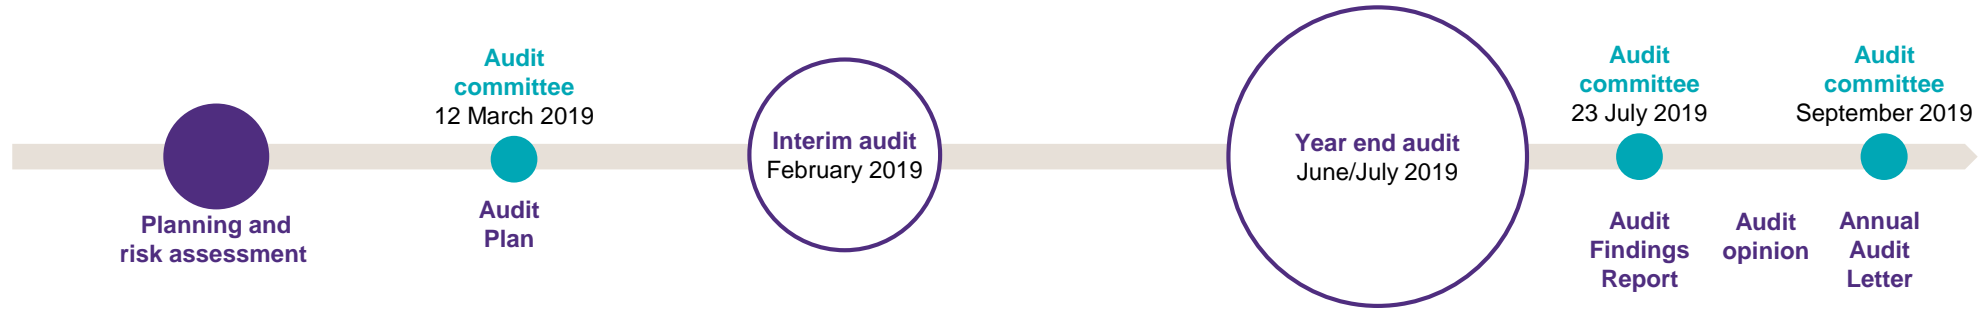 Planning and
risk assessment
Audit
committee
12 March 2019
Audit
Plan
Interim audit
February 2019
Year end audit
June/July 2019
Audit
committee
23 July 2019
Audit
Findings
Report
Audit
opinion
Audit
committee
September 2019
Annual
Audit
Letter